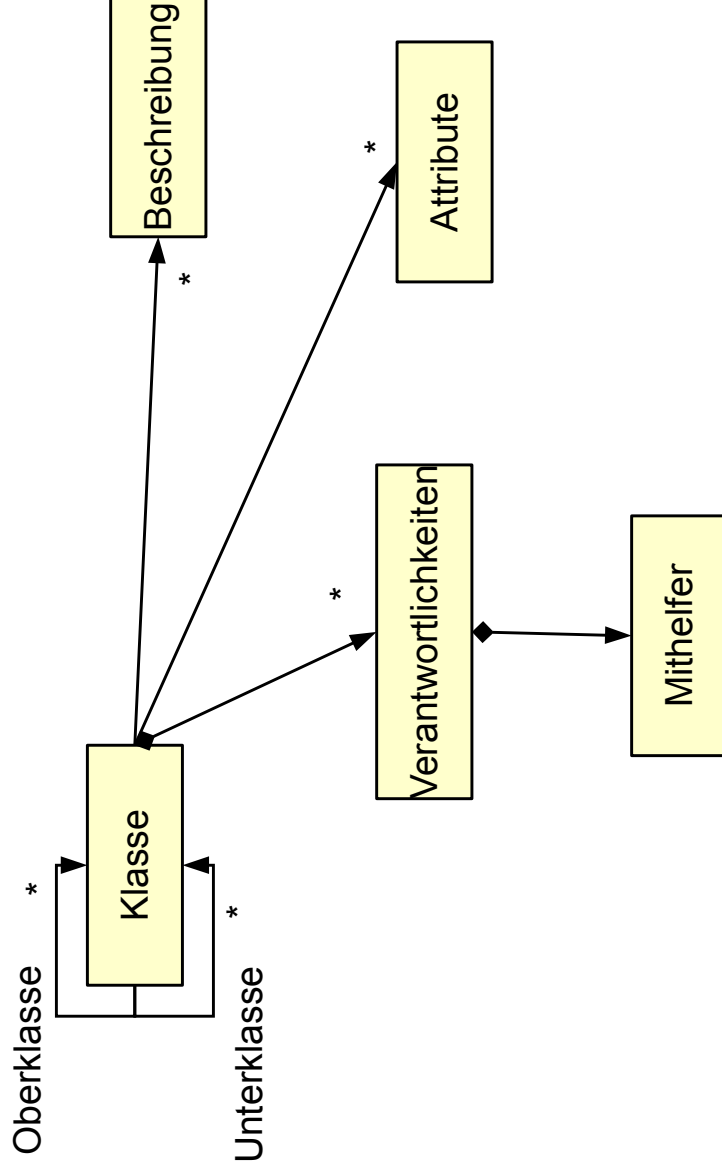 Oberklasse
*
Klasse
*
Unterklasse
Beschreibung
*
*
Attribute
*
Verantwortlichkeiten
Mithelfer